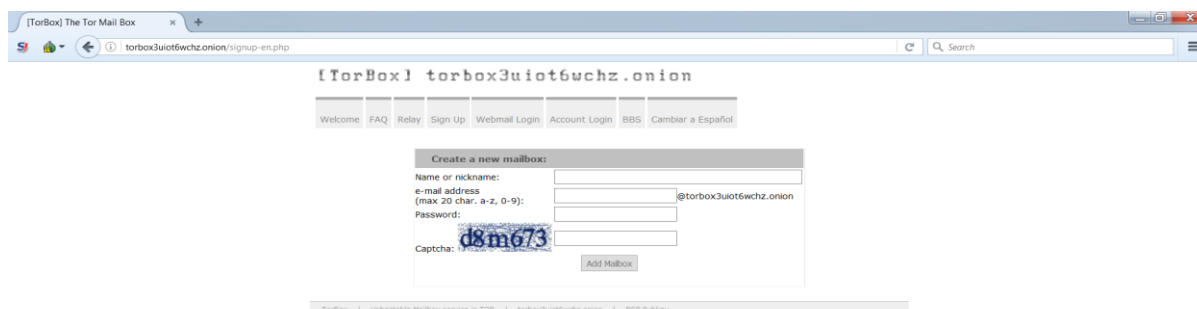 [TorBox] The Tor Mail Box
torbox3uiot6wchz.onion/signup-en.php
Search
[TorBox] torbox3uiot6wchz.onion
Welcome FAQ Relay Sign Up Webmail Login Account Login BBS Cambiar a Español
Create a new mailbox:
Name or nickname:
e-mail address
(max 20 char. a-z, 0-9):
@torbox3uiot6wchz.onion
Password:
Captcha: d8m673
Add Mailbox